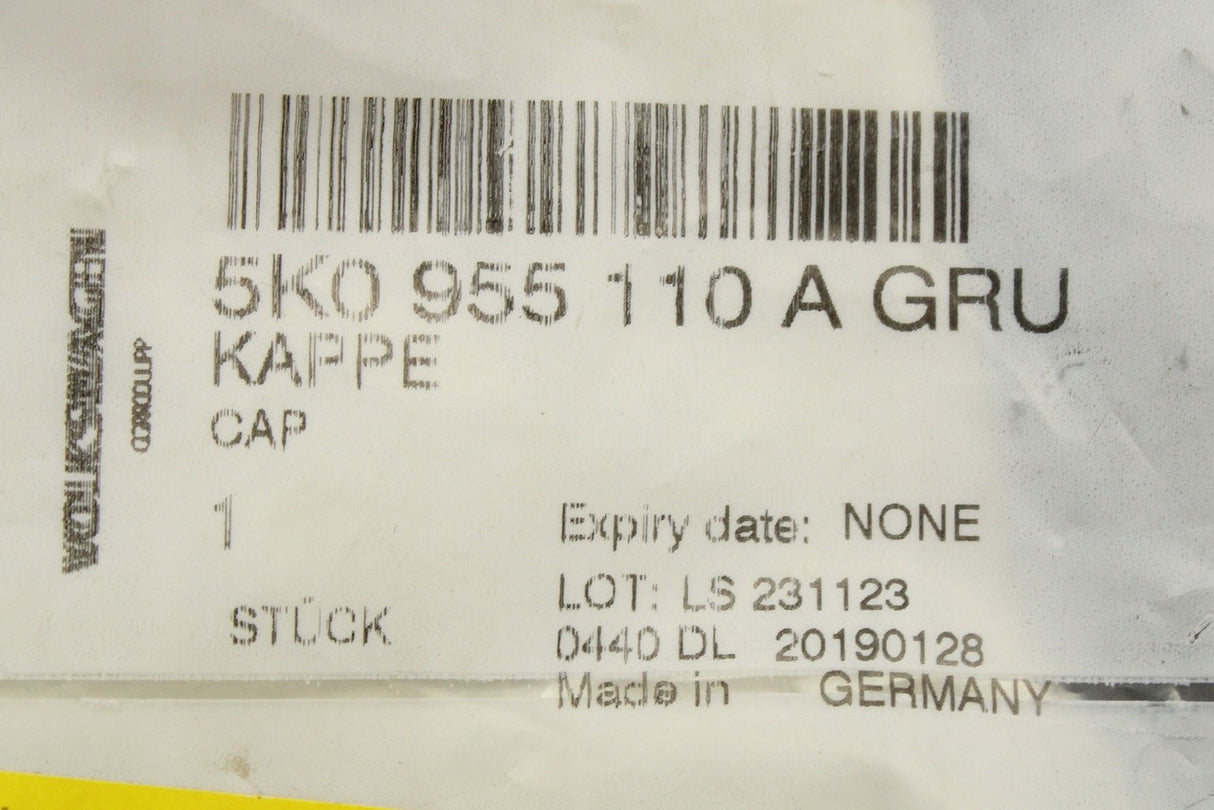 5K0 955 110 A GRU
KAPPE
CAP
1
Expiry date: NONE
LOT: LS 231123
STÜCK
0440 DL 20190128
Made in GERMANY